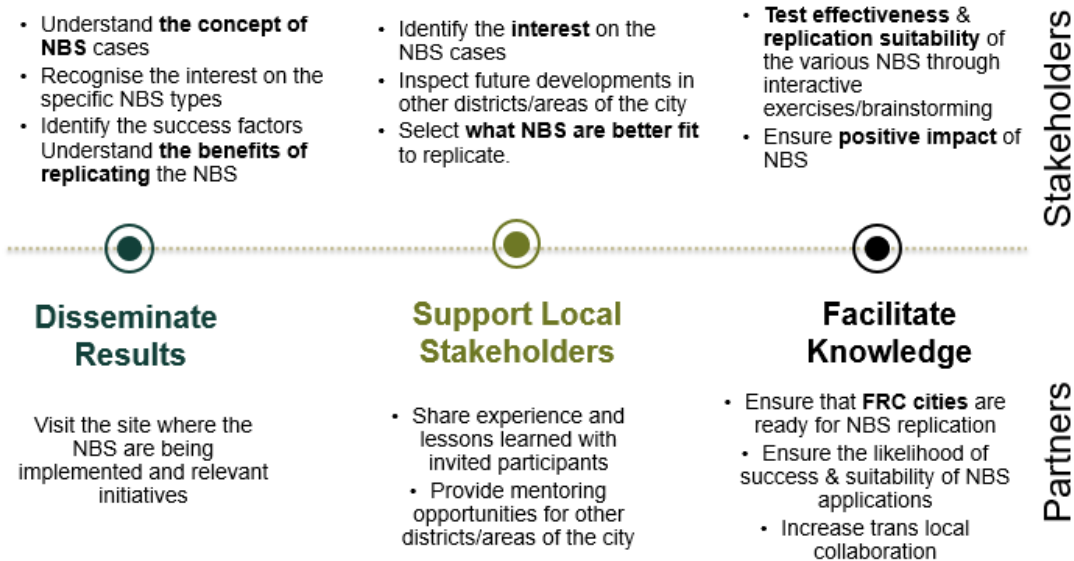 • Understand the concept of
NBS cases
• Recognise the interest on the
specific NBS types
• Identify the success factors
Understand the benefits of
replicating the NBS
• Identify the interest on the
NBS cases
• Inspect future developments in
other districts/areas of the city
• Select what NBS are better fit
to replicate.
• Test effectiveness &
replication suitability of
the various NBS through
interactive
exercises/brainstorming
• Ensure positive impact of
NBS
Stakeholders
Disseminate
Results
Support Local
Stakeholders
Facilitate
Knowledge
Visit the site where the
NBS are being
implemented and relevant
initiatives
• Share experience and
lessons learned with
invited participants
• Provide mentoring
opportunities for other
districts/areas of the city
• Ensure that FRC cities are
ready for NBS replication
• Ensure the likelihood of
success & suitability of NBS
applications
• Increase trans local
collaboration
Partners